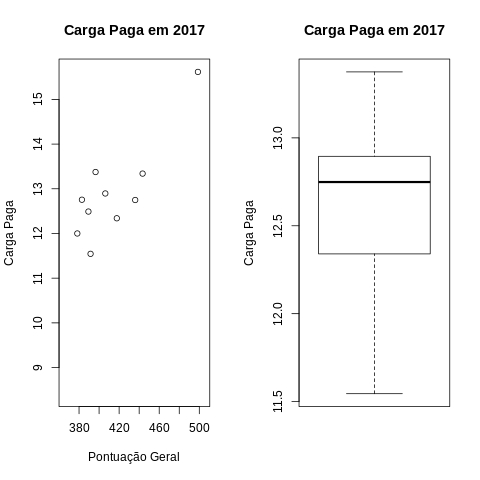 Carga Paga em 2017
Carga Paga
15
14
13
12
11
10
9
380 420 460 500
Pontuação Geral
Carga Paga em 2017
Carga Paga
13.0
12.5
12.0
11.5